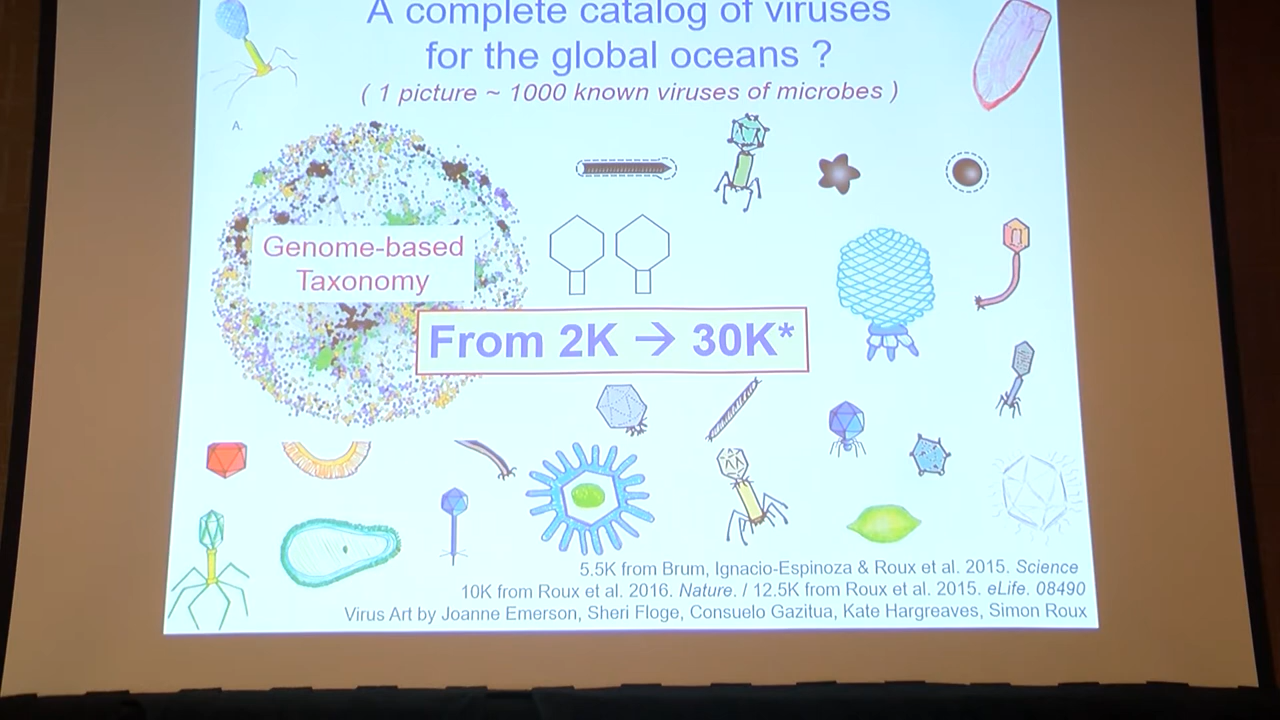 A complete catalog of viruses
for the global oceans ?
( 1 picture ~ 1000 known viruses of microbes )
A.
Genome-based
Taxonomy
From 2K → 30K*
5.5K from Brum, Ignacio-Espinoza & Roux et al. 2015. Science
10K from Roux et al. 2016. Nature. / 12.5K from Roux et al. 2015. eLife. 08490
Virus Art by Joanne Emerson, Sheri Floge, Consuelo Gazitua, Kate Hargreaves, Simon Roux